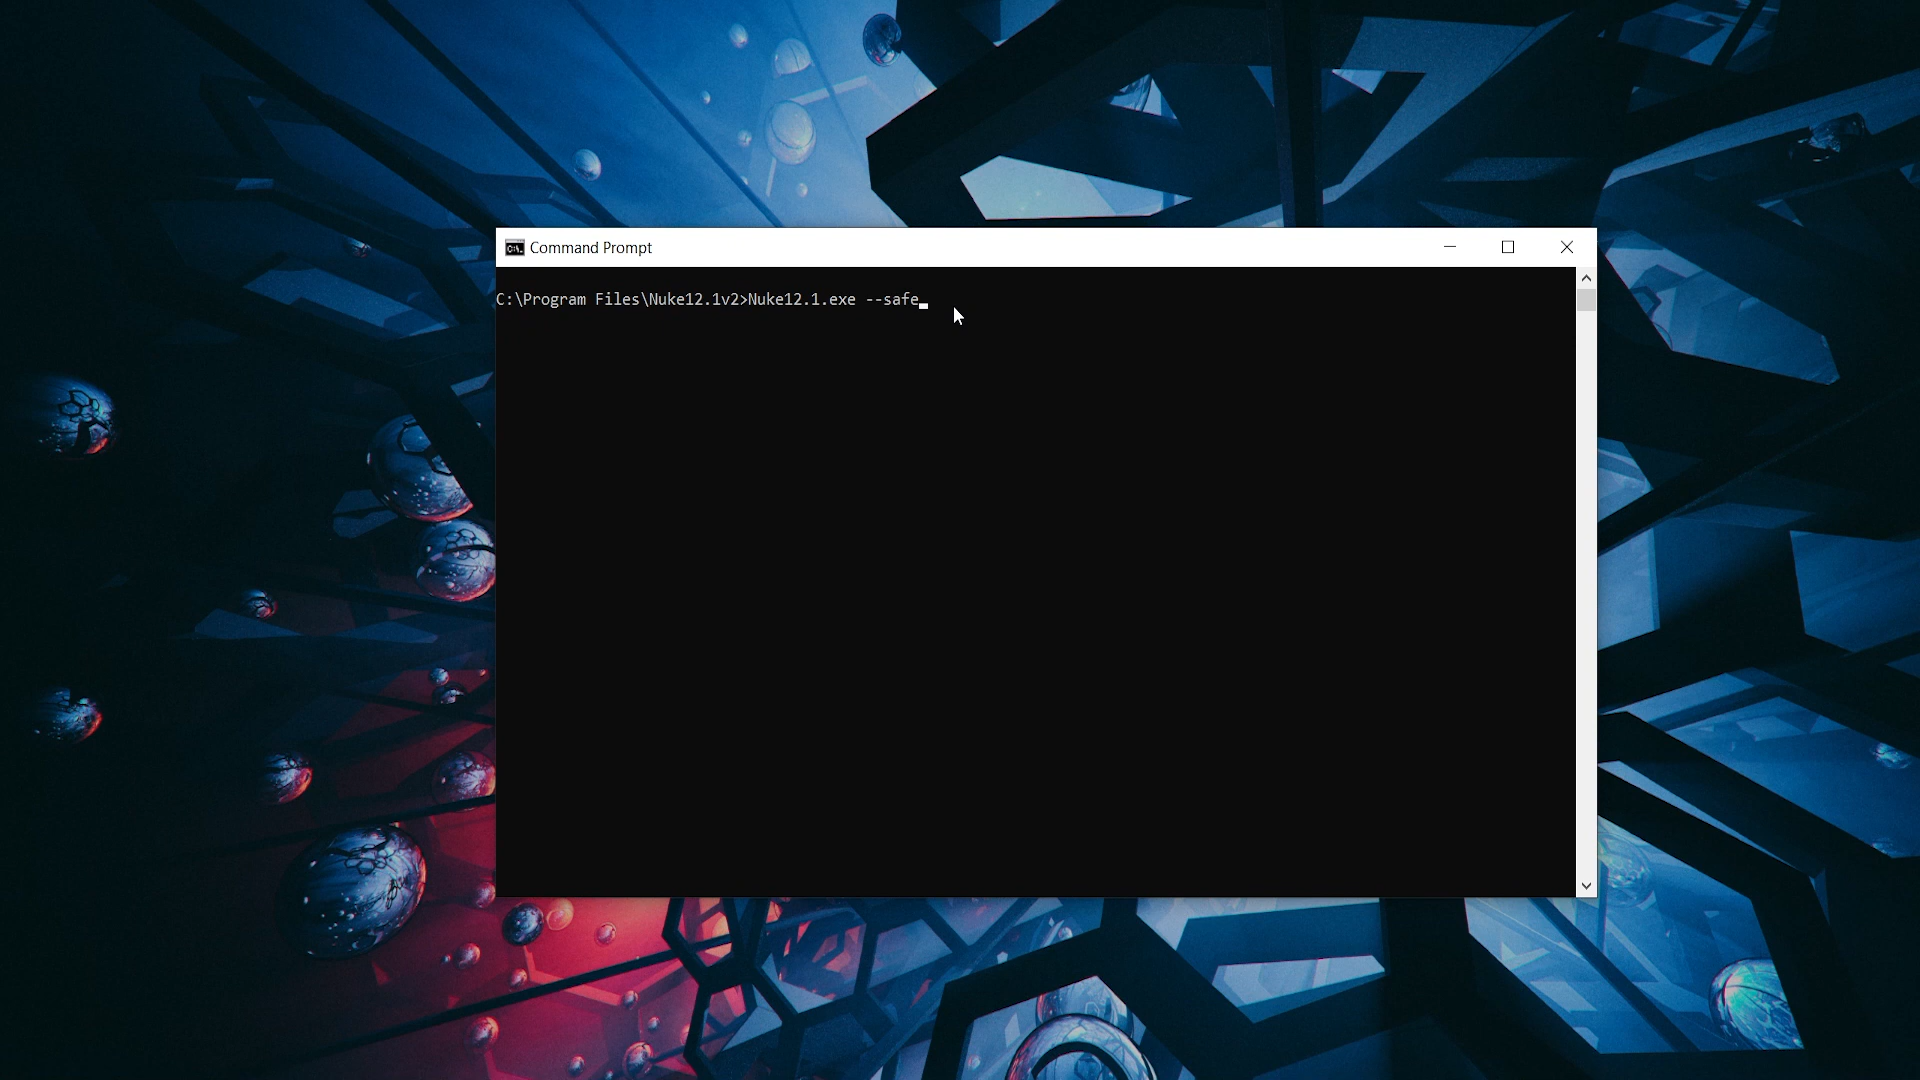 Command Prompt
C:\Program Files\Nuke12.1v2>Nuke12.1.exe --safe